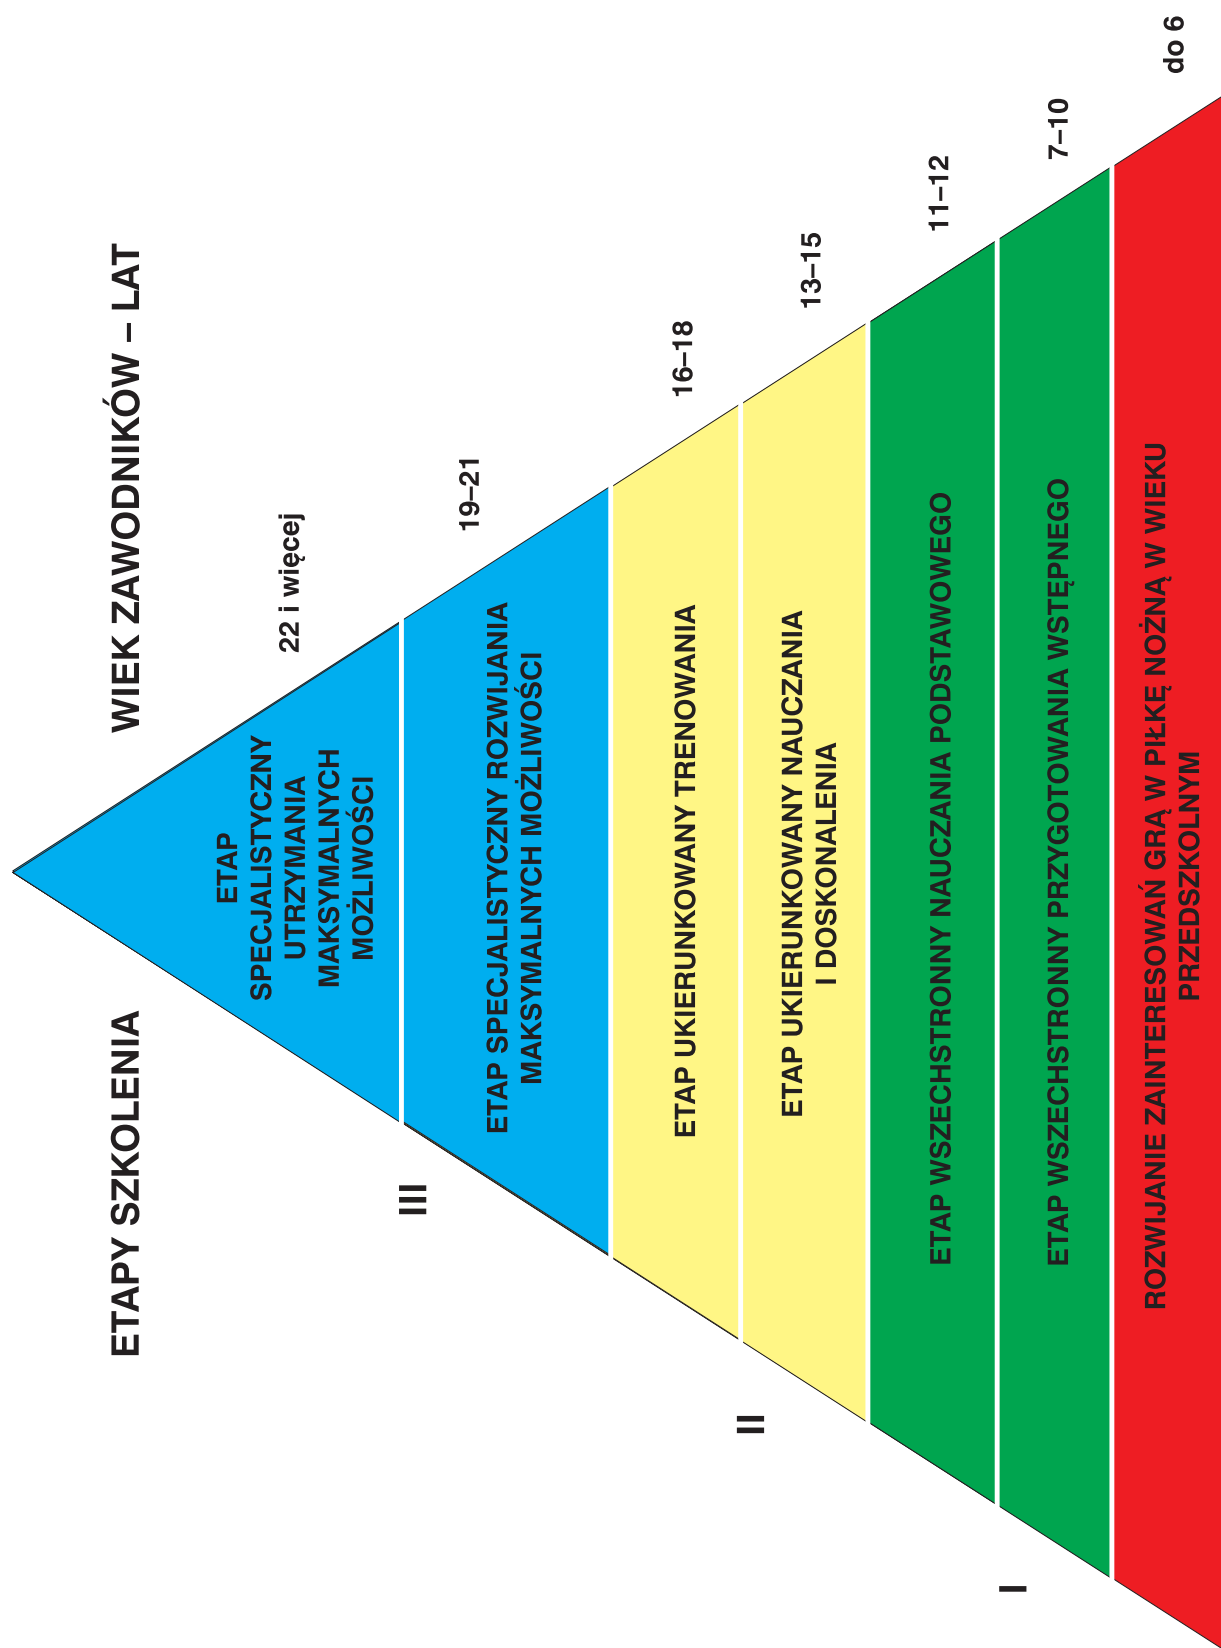 ETAPY SZKOLENIA
WIEK ZAWODNIKÓW – LAT
ETAP
SPECJALISTYCZNY
UTRZYMANIA
MAKSYMALNYCH
MOŻLIWOŚCI
22 i więcej
III
ETAP SPECJALISTYCZNY ROZWIJANIA
MAKSYMALNYCH MOŻLIWOŚCI
19–21
ETAP UKIERUNKOWANY TRENOWANIA
16–18
II
ETAP UKIERUNKOWANY NAUCZANIA
I DOSKONALENIA
13–15
ETAP WSZECHSTRONNY NAUCZANIA PODSTAWOWEGO
11–12
I
ETAP WSZECHSTRONNY PRZYGOTOWANIA WSTĘPNEGO
7–10
ROZWIJANIE ZAINTERESOWAŃ GRĄ W PIŁKĘ NOŻNĄ W WIEKU
PRZEDSZKOLNYM
do 6